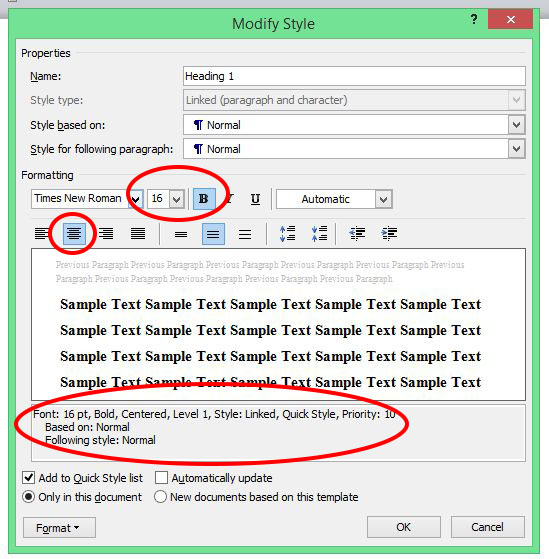 Modify Style
?
Properties
Name: Heading 1
Style type: Linked (paragraph and character)
Style based on: ¶ Normal
Style for following paragraph: ¶ Normal
Formatting
Times New Roman 16 B I U Automatic
Previous Paragraph Previous Paragraph Previous Paragraph Previous Paragraph Previous
Paragraph Previous Paragraph Previous Paragraph Previous Paragraph Previous Paragraph
Sample Text Sample Text Sample Text Sample Text Sample Text
Sample Text Sample Text Sample Text Sample Text Sample Text
Sample Text Sample Text Sample Text Sample Text Sample Text
Sample Text Sample Text Sample Text Sample Text Sample Text
Font: 16 pt, Bold, Centered, Level 1, Style: Linked, Quick Style, Priority: 10
Based on: Normal
Following style: Normal
Add to Quick Style list Automatically update
Only in this document New documents based on this template
Format OK Cancel